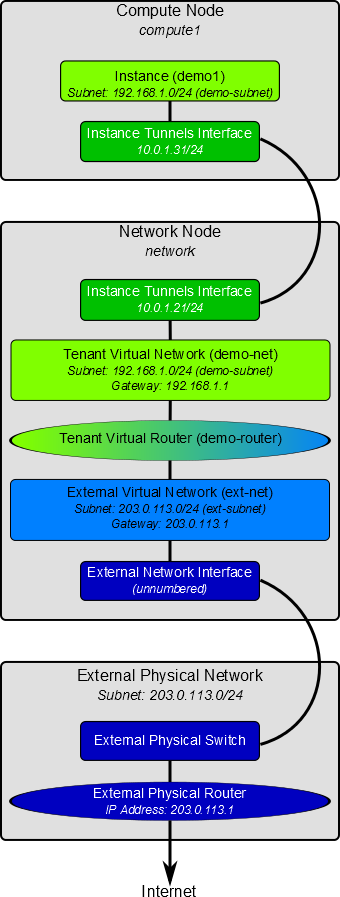 Compute Node
compute1
Instance (demo1)
Subnet: 192.168.1.0/24 (demo-subnet)
Instance Tunnels Interface
10.0.1.31/24
Network Node
network
Instance Tunnels Interface
10.0.1.21/24
Tenant Virtual Network (demo-net)
Subnet: 192.168.1.0/24 (demo-subnet)
Gateway: 192.168.1.1
Tenant Virtual Router (demo-router)
External Virtual Network (ext-net)
Subnet: 203.0.113.0/24 (ext-subnet)
Gateway: 203.0.113.1
External Network Interface
(unnumbered)
External Physical Network
Subnet: 203.0.113.0/24
External Physical Switch
External Physical Router
IP Address: 203.0.113.1
Internet